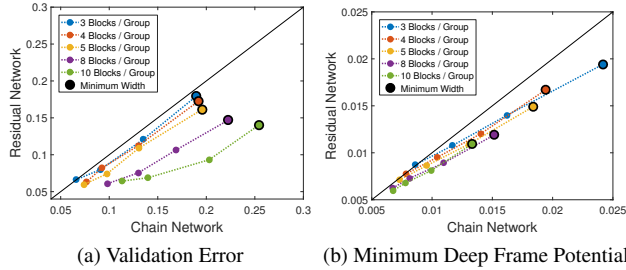 0.3
0.25
0.2
0.15
0.1
0.05
Residual Network
3 Blocks / Group
4 Blocks / Group
5 Blocks / Group
8 Blocks / Group
10 Blocks / Group
Minimum Width
0.05 0.1 0.15 0.2 0.25 0.3
Chain Network
(a) Validation Error
0.025
0.02
0.015
0.01
0.005
Residual Network
3 Blocks / Group
4 Blocks / Group
5 Blocks / Group
8 Blocks / Group
10 Blocks / Group
Minimum Width
0.005 0.01 0.015 0.02 0.025
Chain Network
(b) Minimum Deep Frame Potential